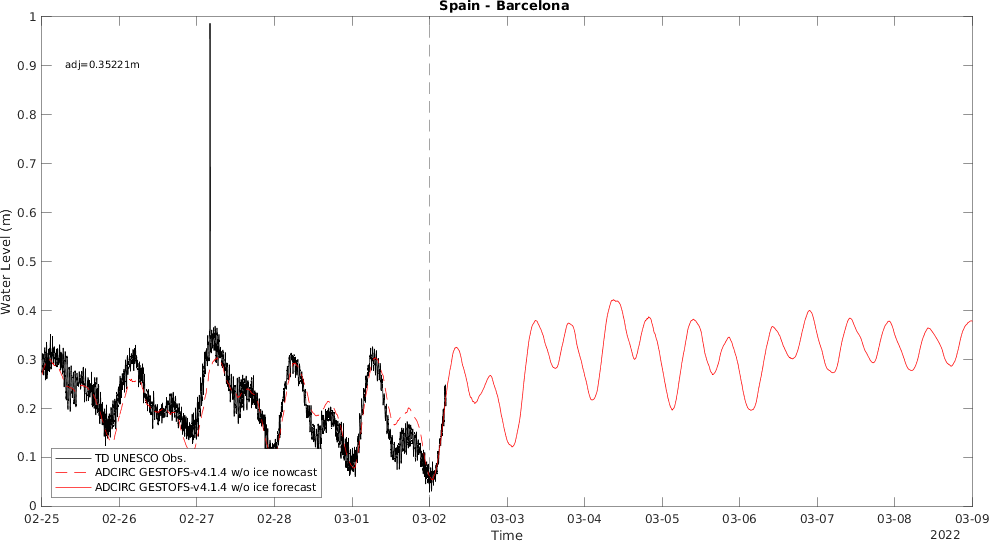 Spain - Barcelona
1
adj=0.35221m
0.9
0.8
0.7
0.6
0.5
0.4
0.3
0.2
0.1
0
Water Level (m)
TD UNESCO Obs.
ADCIRC GESTOFS-v4.1.4 w/o ice nowcast
ADCIRC GESTOFS-v4.1.4 w/o ice forecast
02-25 02-26 02-27 02-28 03-01 03-02 03-03 03-04 03-05 03-06 03-07 03-08 03-09
Time
2022